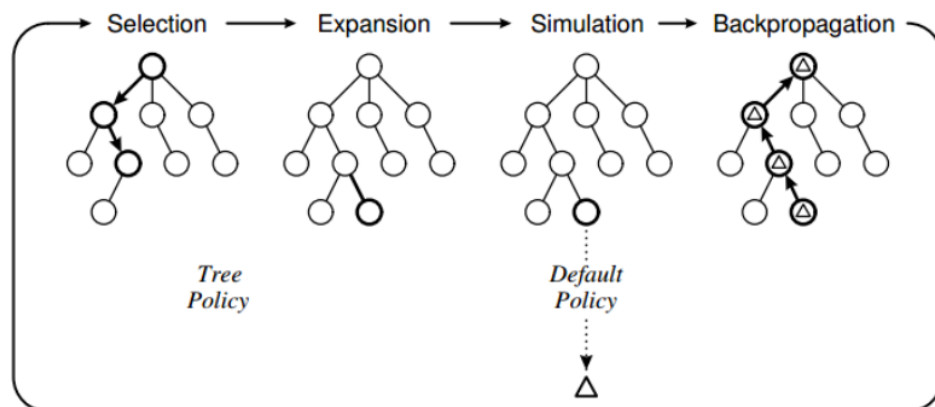 Selection Expansion Simulation Backpropagation
Tree Default
Policy Policy